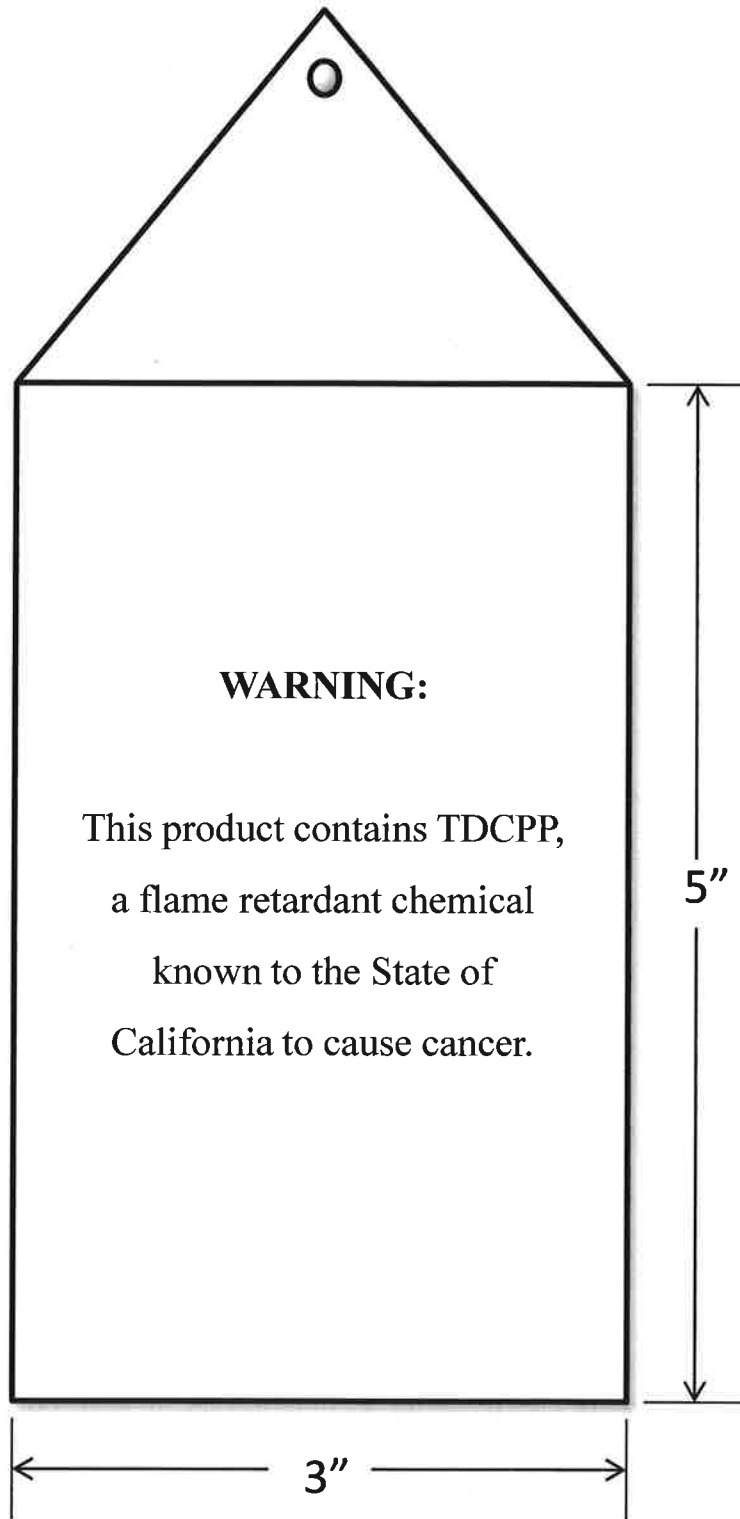 WARNING:
This product contains TDCPP,
a flame retardant chemical
known to the State of
California to cause cancer.
5”
3”